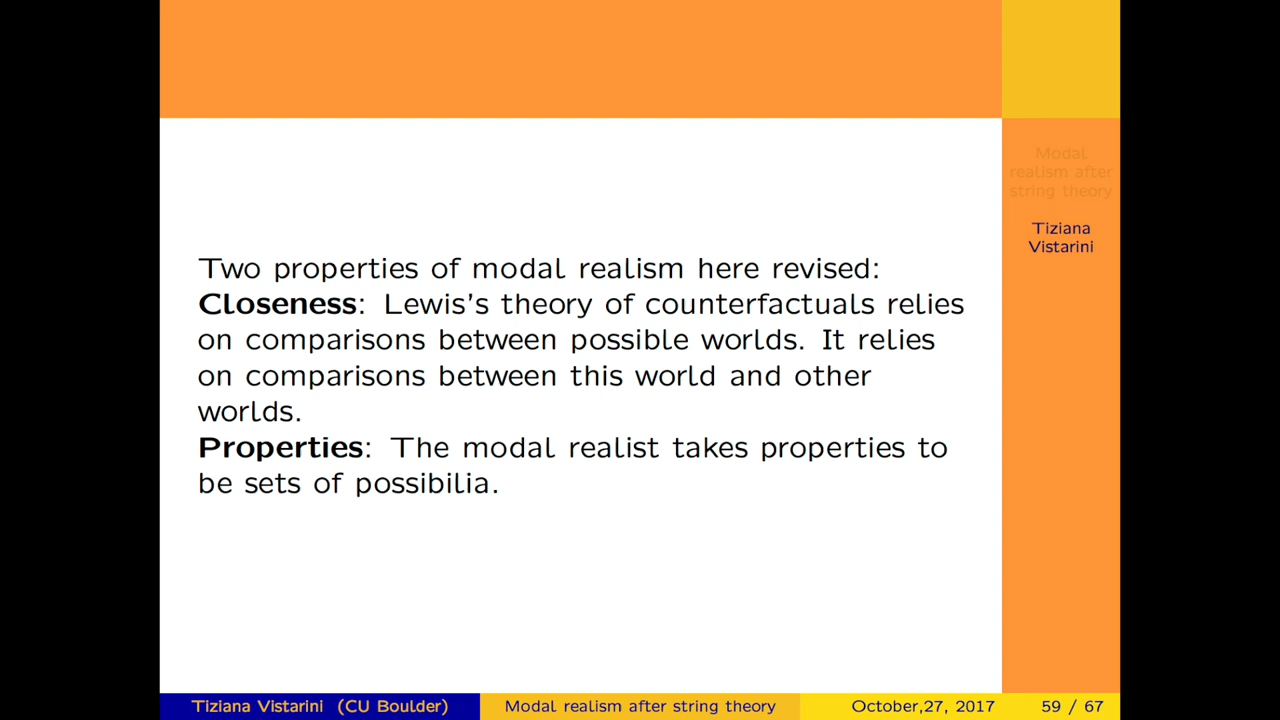 Two properties of modal realism here revised:
Closeness: Lewis's theory of counterfactuals relies
on comparisons between possible worlds. It relies
on comparisons between this world and other
worlds.
Properties: The modal realist takes properties to
be sets of possibilia.
Modal
realism after
string theory
Tiziana
Vistarini
Tiziana Vistarini (CU Boulder)
Modal realism after string theory
October,27, 2017
59 / 67